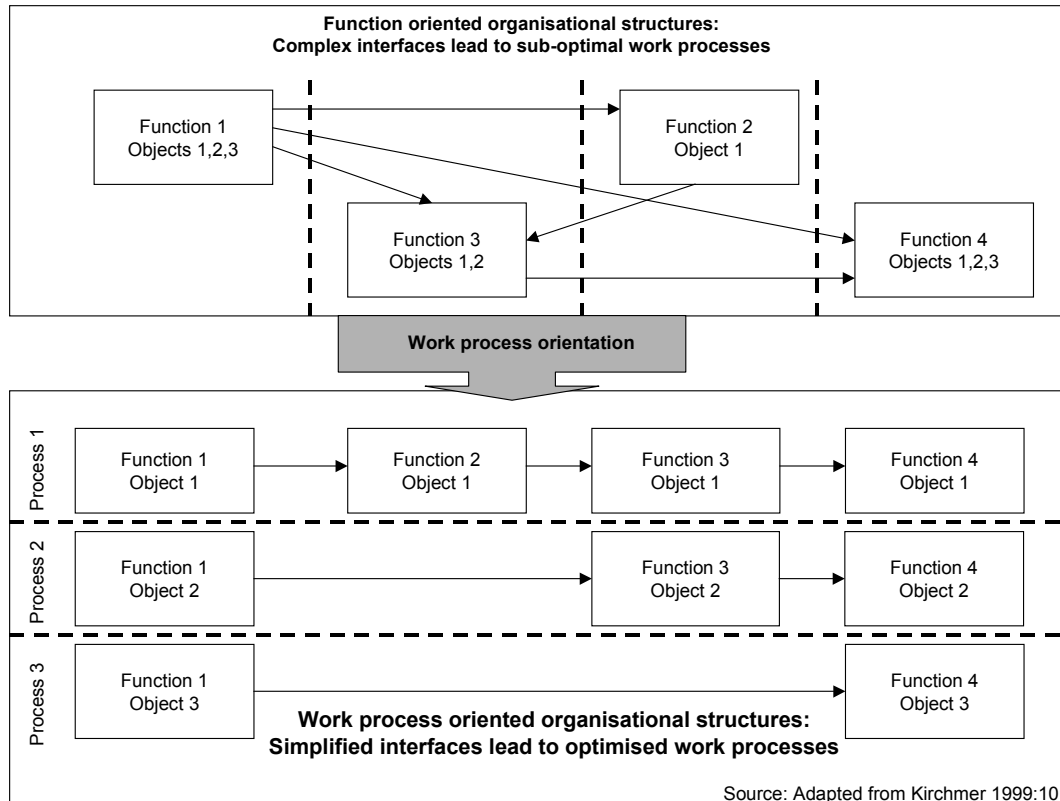 Function oriented organisational structures:
Complex interfaces lead to sub-optimal work processes
Function 1
Objects 1,2,3
Function 2
Object 1
Function 3
Objects 1,2
Function 4
Objects 1,2,3
Work process orientation
Process 1
Function 1
Object 1
Function 2
Object 1
Function 3
Object 1
Function 4
Object 1
Process 2
Function 1
Object 2
Function 3
Object 2
Function 4
Object 2
Process 3
Function 1
Object 3
Function 4
Object 3
Work process oriented organisational structures:
Simplified interfaces lead to optimised work processes
Source: Adapted from Kirchmer 1999:10